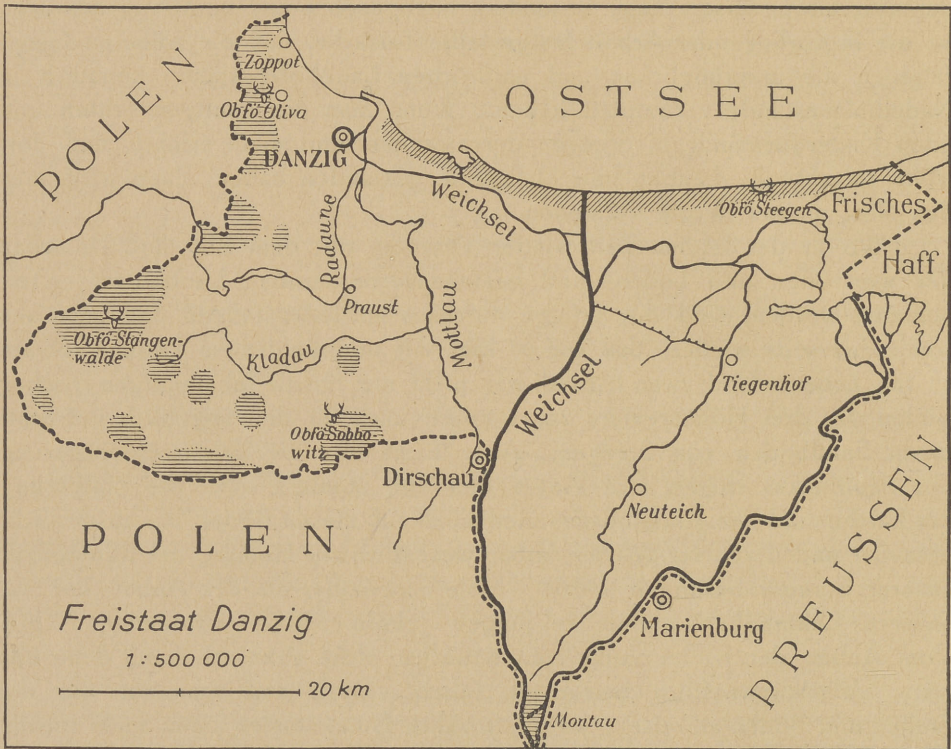 POLEN
Zoppot
Obfö Oliva
DANZIG
OSTSEE
Weichsel
Obfö Steegen
Frisches
Haff
Radaune
Praust
Mottlau
Obfö Stangen-
walde
Kladau
Weichsel
Tiegenhof
Obfö Sobbo-
witz
Dirschau
Neuteich
POLEN
PREUSSEN
Freistaat Danzig
1 : 500 000
20 km
Marienburg
Montau